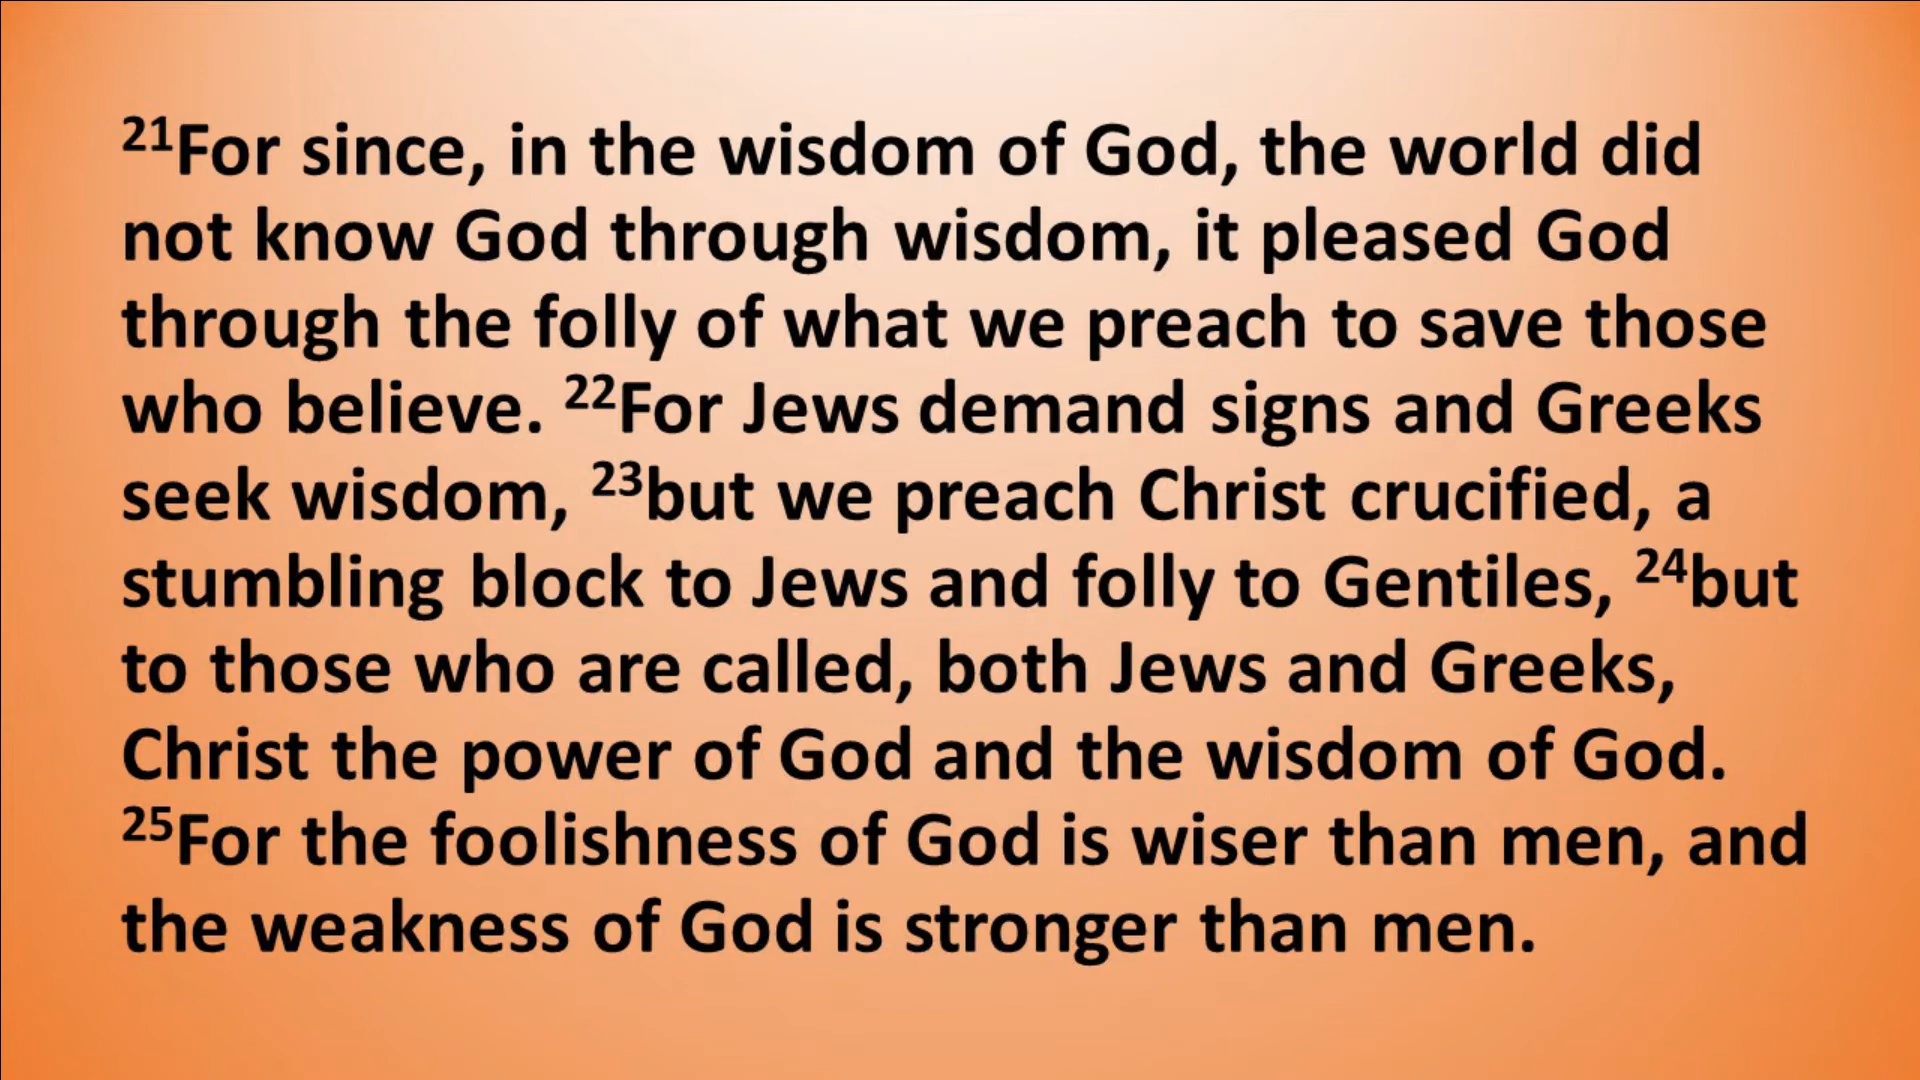 ²¹For since, in the wisdom of God, the world did
not know God through wisdom, it pleased God
through the folly of what we preach to save those
who believe. ²²For Jews demand signs and Greeks
seek wisdom, ²³but we preach Christ crucified, a
stumbling block to Jews and folly to Gentiles, ²⁴but
to those who are called, both Jews and Greeks,
Christ the power of God and the wisdom of God.
²⁵For the foolishness of God is wiser than men, and
the weakness of God is stronger than men.